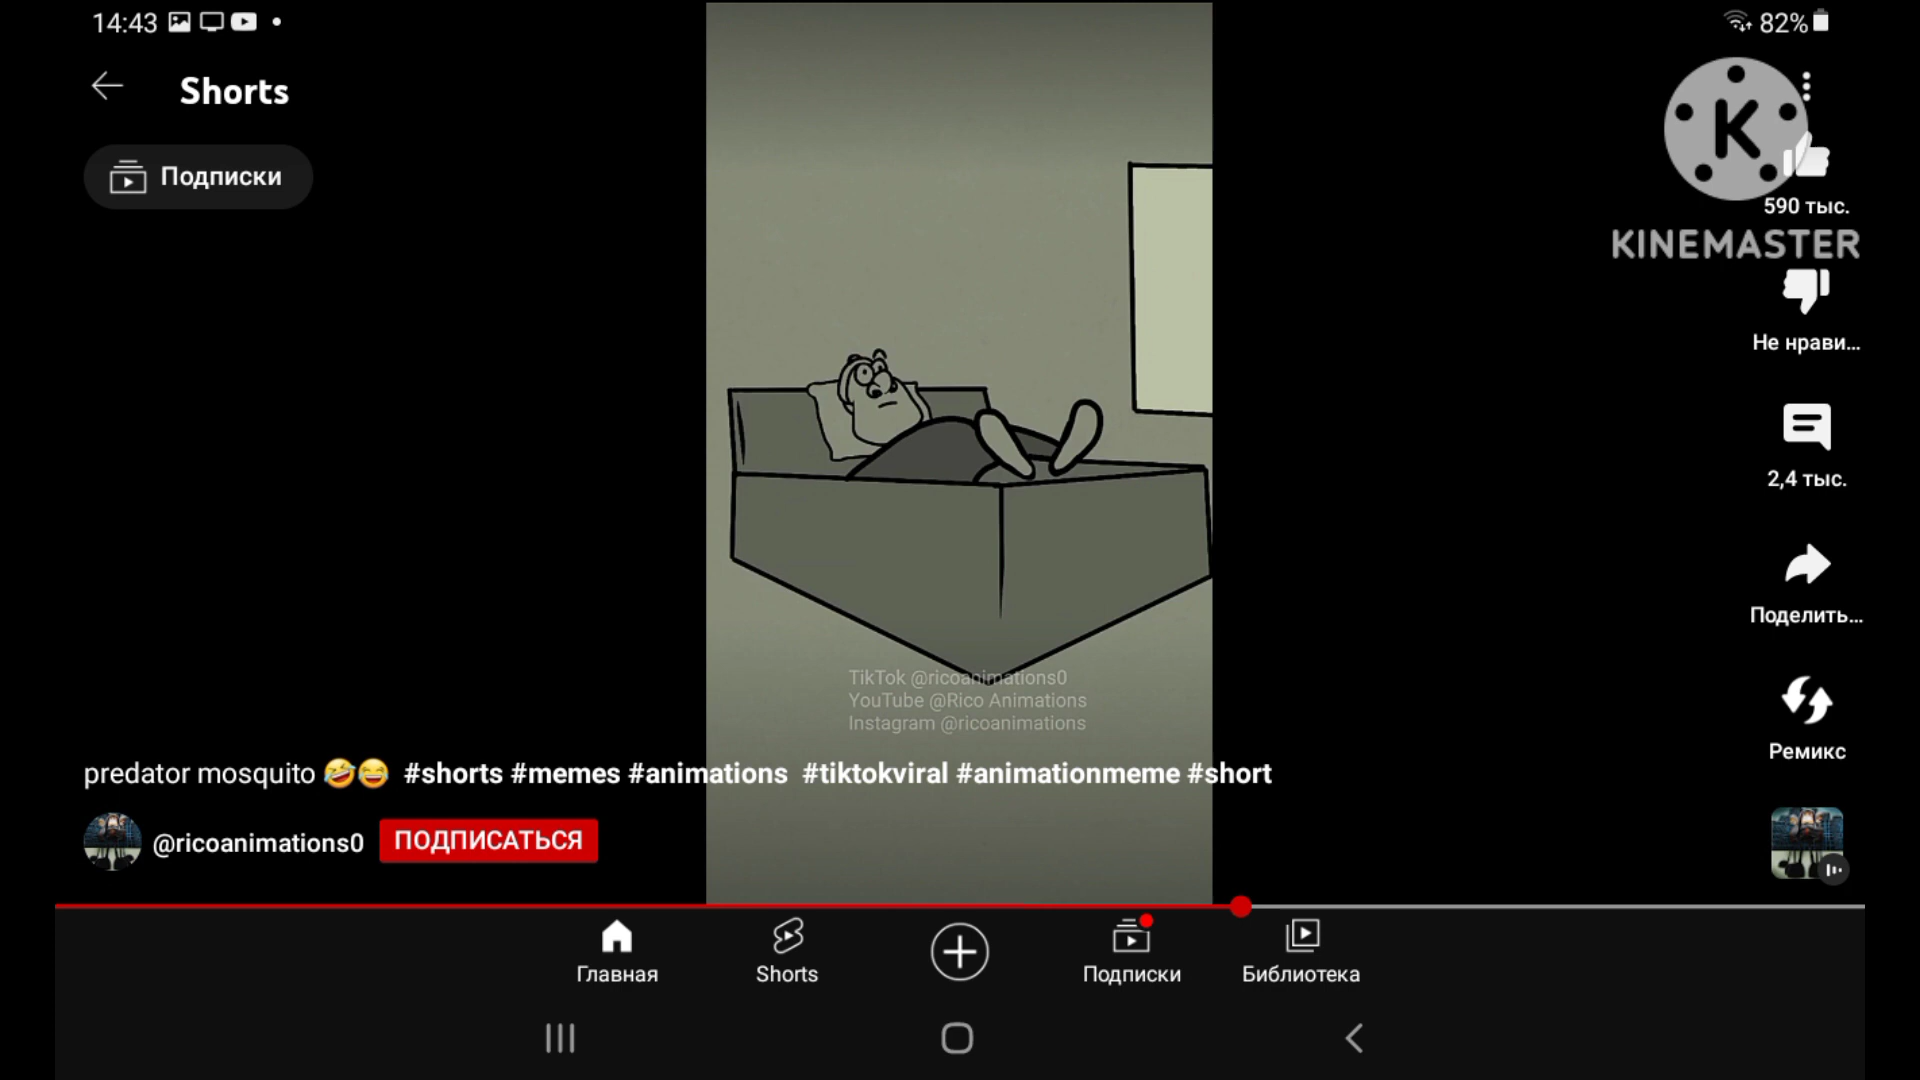 14:43
82%
Shorts
Подписки
K
590 тыс.
KINEMASTER
Не нрави...
2,4 тыс.
Поделить...
TikTok @ricoanimations0
YouTube @Rico Animations
Instagram @ricoanimations
Ремикс
predator mosquito 🤣😂 #shorts #memes #animations #tiktokviral #animationmeme #short
@ricoanimations0 ПОДПИСАТЬСЯ
Главная Shorts Подписки Библиотека